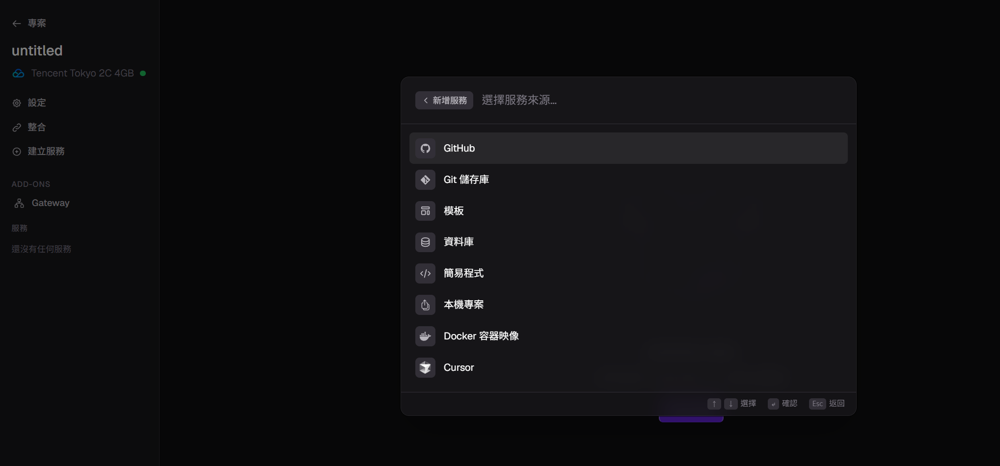 專案
untitled
Tencent Tokyo 2C 4GB
設定
整合
建立服務
ADD-ONS
Gateway
服務
還沒有任何服務
新增服務 選擇服務來源...
GitHub
Git 儲存庫
模板
資料庫
簡易程式
本機專案
Docker 容器映像
Cursor
↑ ↓ 選擇 ↵ 確認 Esc 返回